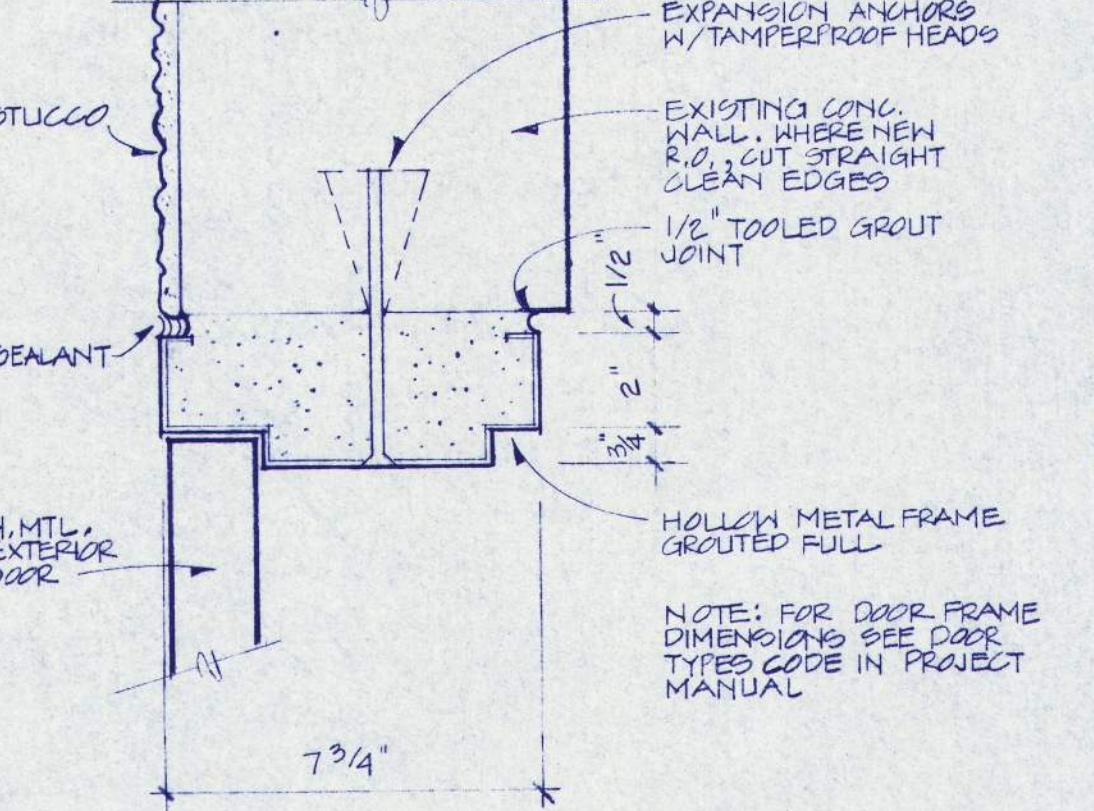 EXPANSION ANCHORS
W/TAMPERPROOF HEADS
STUCCO
EXISTING CONC.
WALL. WHERE NEW
R.O., CUT STRAIGHT
CLEAN EDGES
1/2" TOOLED GROUT
JOINT
1/2"
SEALANT
2"
3/4"
H. MTL.
EXTERIOR
DOOR
HOLLOW METAL FRAME
GROUTED FULL
NOTE: FOR DOOR FRAME
DIMENSIONS SEE DOOR
TYPES CODE IN PROJECT
MANUAL
7 3/4"